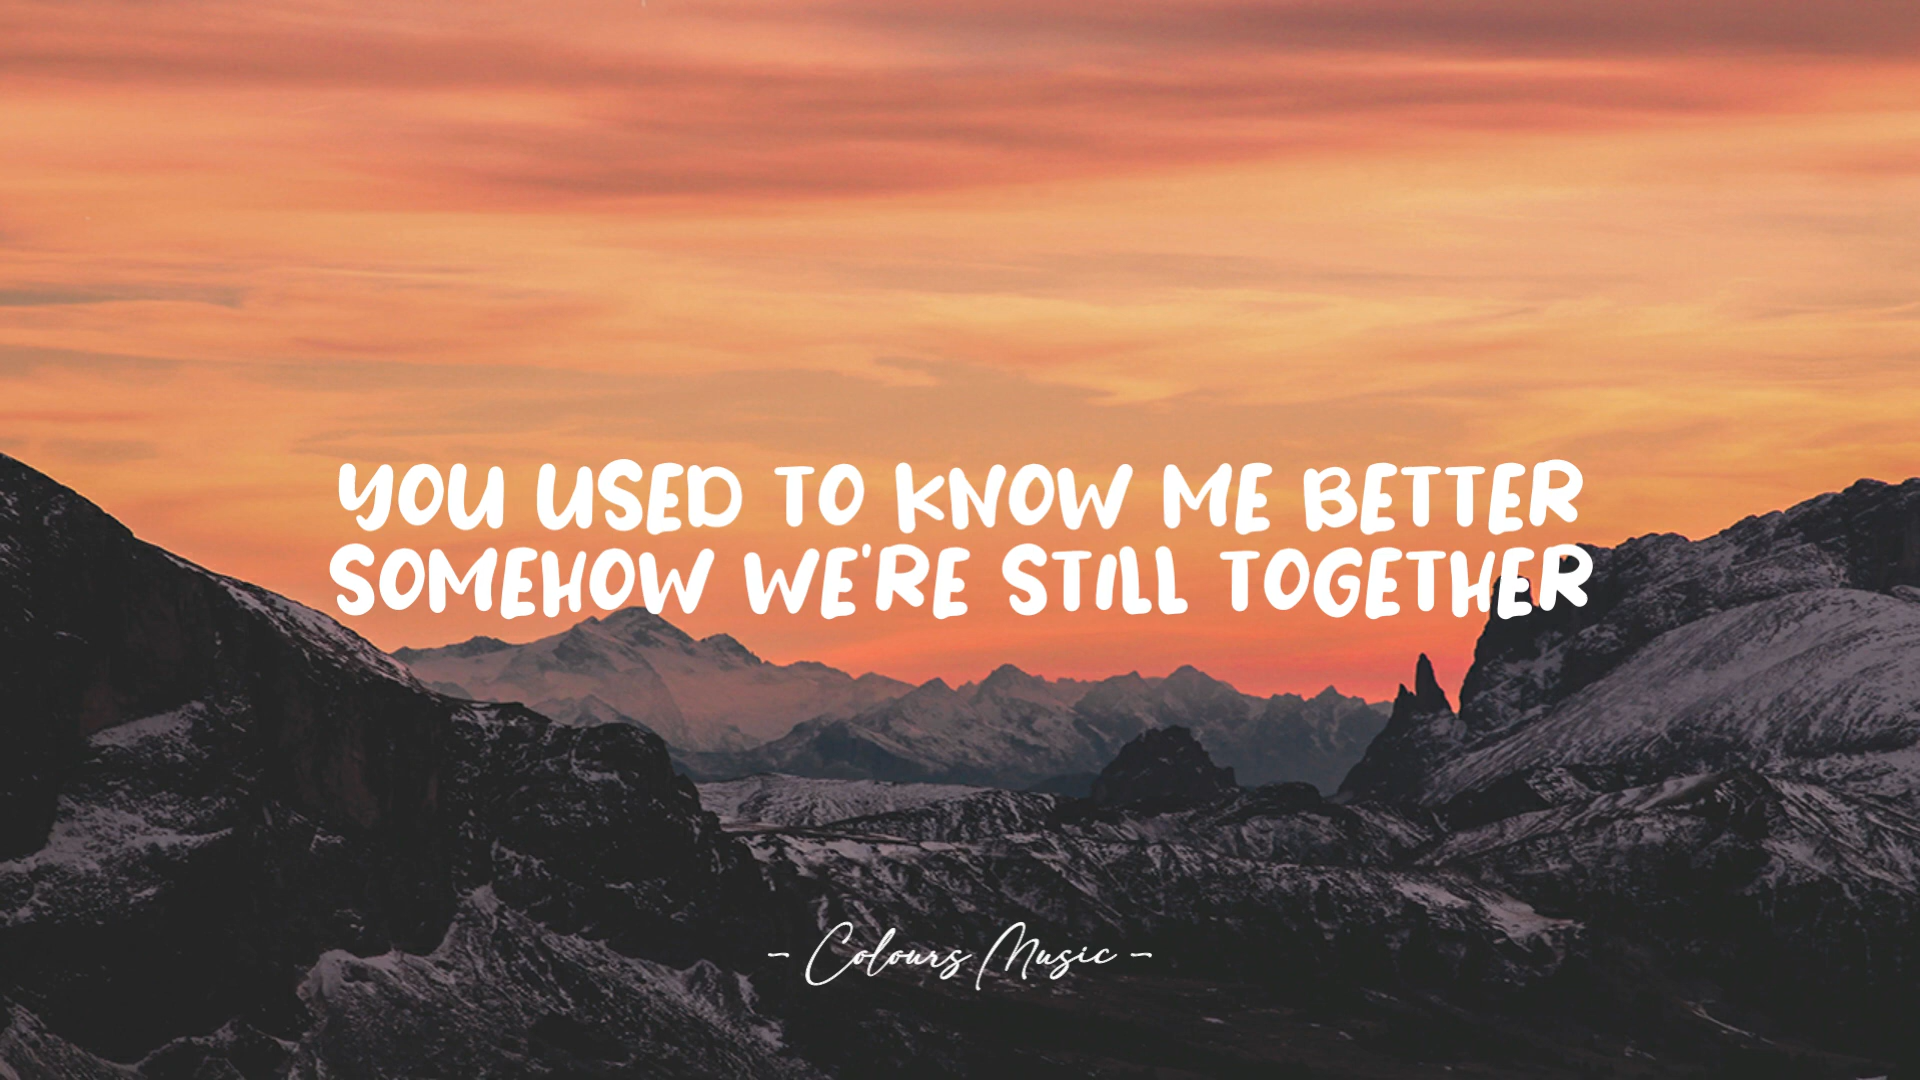 YOU USED TO KNOW ME BETTER
SOMEHOW WE'RE STILL TOGETHER
- Colours Music -